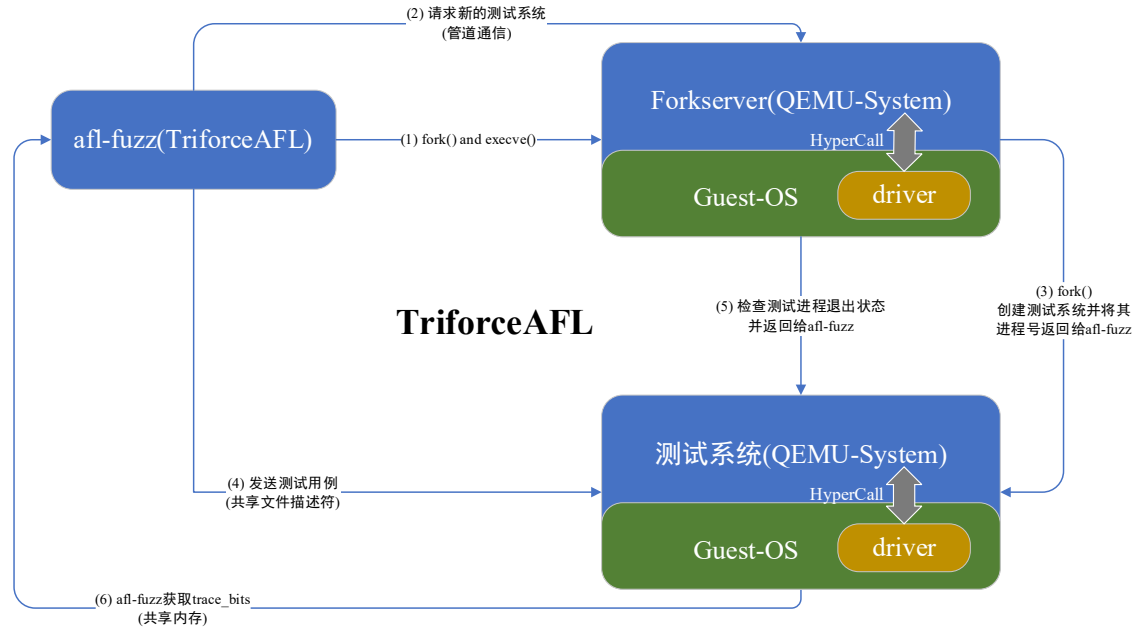 (2) 请求新的测试系统
(管道通信)
afl-fuzz(TriforceAFL)
(1) fork() and execve()
Forkserver(QEMU-System)
HyperCall
Guest-OS
driver
(5) 检查测试进程退出状态
并返回给afl-fuzz
(3) fork()
创建测试系统并将其
进程号返回给afl-fuzz
TriforceAFL
测试系统(QEMU-System)
HyperCall
Guest-OS
driver
(4) 发送测试用例
(共享文件描述符)
(6) afl-fuzz获取trace_bits
(共享内存)